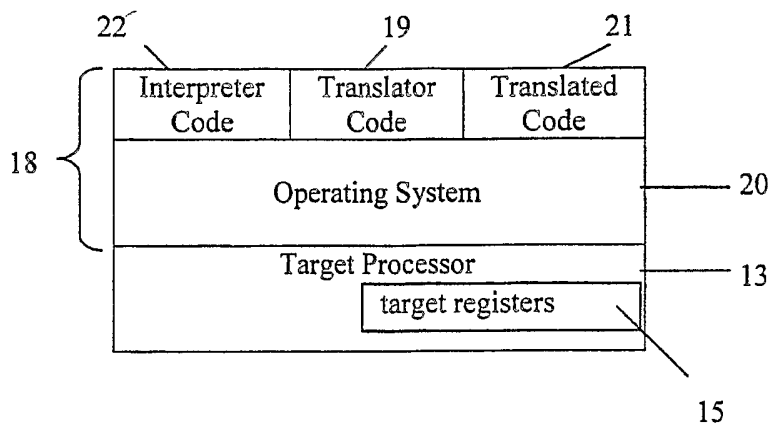 22 19 21
Interpreter Code Translator Code Translated Code
18
Operating System
20
Target Processor
13
target registers
15